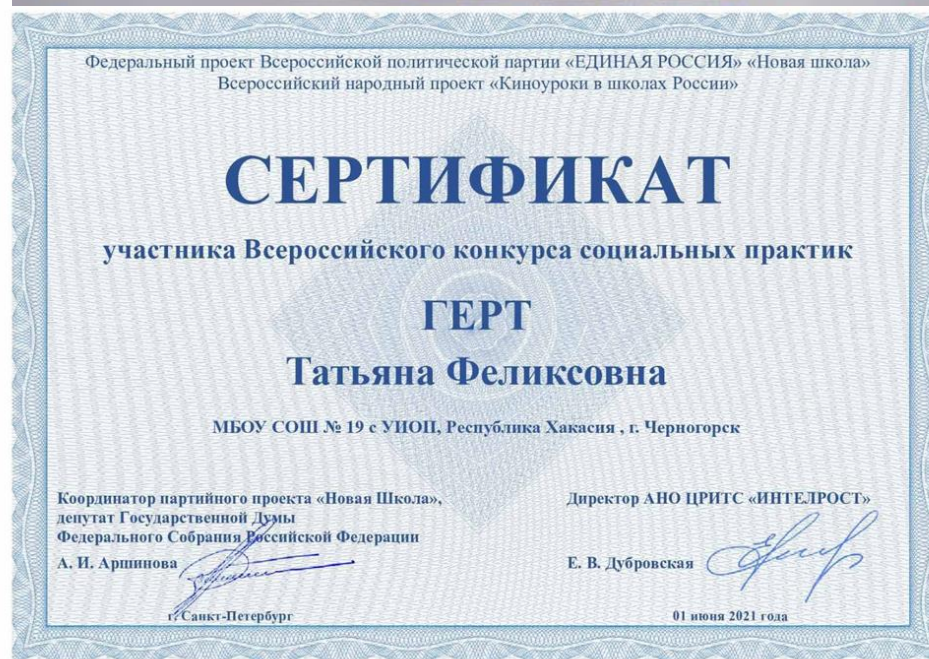 Федеральный проект Всероссийской политической партии «ЕДИНАЯ РОССИЯ» «Новая школа»
Всероссийский народный проект «Киноуроки в школах России»
СЕРТИФИКАТ
участника Всероссийского конкурса социальных практик
ГЕРТ
Татьяна Феликсовна
МБОУ СОШ № 19 с УИОП, Республика Хакасия , г. Черногорск
Координатор партийного проекта «Новая Школа»,
депутат Государственной Думы
Федерального Собрания Российской Федерации
А. И. Аршинова
г. Санкт-Петербург
Директор АНО ЦРИТС «ИНТЕЛРОСТ»
Е. В. Дубровская
01 июня 2021 года